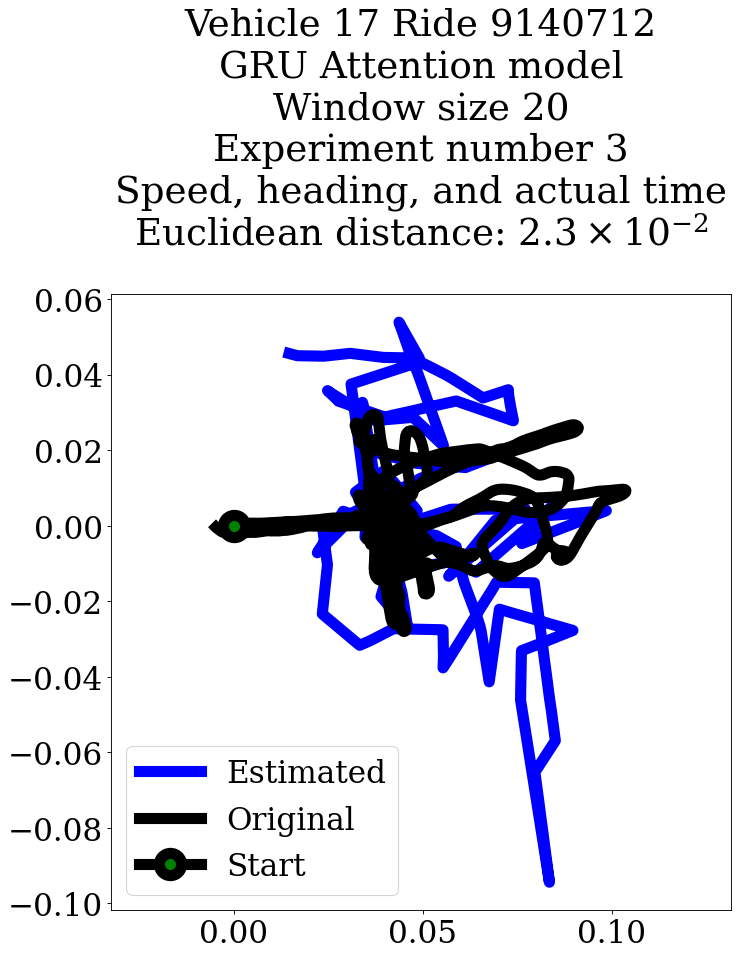 Vehicle 17 Ride 9140712
GRU Attention model
Window size 20
Experiment number 3
Speed, heading, and actual time
Euclidean distance: 2.3 × 10⁻²
0.06
0.04
0.02
0.00
−0.02
−0.04
−0.06
−0.08
−0.10
Estimated
Original
Start
0.00 0.05 0.10